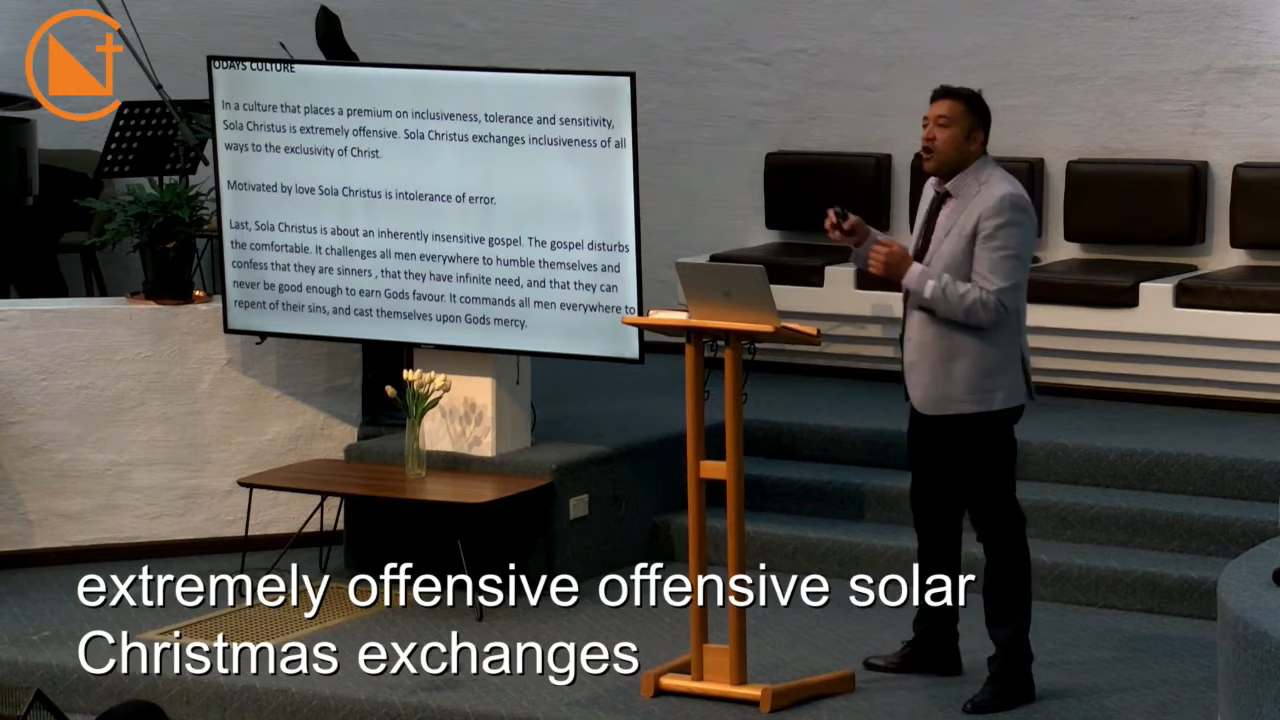 ODAYS CULTURE
In a culture that places a premium on inclusiveness, tolerance and sensitivity,
Sola Christus is extremely offensive. Sola Christus exchanges inclusiveness of all
ways to the exclusivity of Christ.
Motivated by love Sola Christus is intolerance of error.
Last, Sola Christus is about an inherently insensitive gospel. The gospel disturbs
the comfortable. It challenges all men everywhere to humble themselves and
confess that they are sinners , that they have infinite need, and that they can
never be good enough to earn Gods favour. It commands all men everywhere to
repent of their sins, and cast themselves upon Gods mercy.
extremely offensive offensive solar
Christmas exchanges